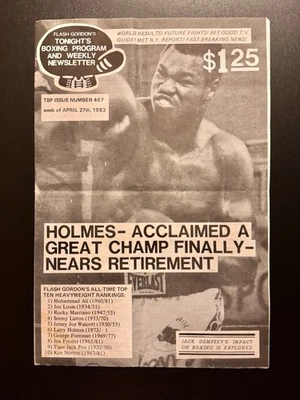 FLASH GORDON'S
TONIGHT'S
BOXING PROGRAM
AND WEEKLY
NEWSLETTER
WORLD RESULTS! FUTURE FIGHTS! BET ODDS! T.V
GUIDE! MET N.Y. REPORT! FAST BREAKING NEWS!
$1.25
TBP ISSUE NUMBER 487
week of APRIL 27th, 1983
HOLMES- ACCLAIMED A
GREAT CHAMP FINALLY-
NEARS RETIREMENT
EVERLAST
FLASH GORDON'S ALL-TIME TOP
TEN HEAVYWEIGHT RANKINGS:
1) Muhammad Ali (1960/81)
2) Joe Louis (1934/51)
3) Rocky Marciano (1947/55)
4) Sonny Liston (1953/70)
5) Jersey Joe Walcott (1930/53)
6) Larry Holmes (1973/ )
7) George Foreman (1969/77)
8) Joe Frazier (1965/81)
9) Tiger Jack Fox (1932/50)
10) Ken Norton (1967/81)
JACK DEMPSEY'S IMPACT
ON BOXING IS EXPLORED